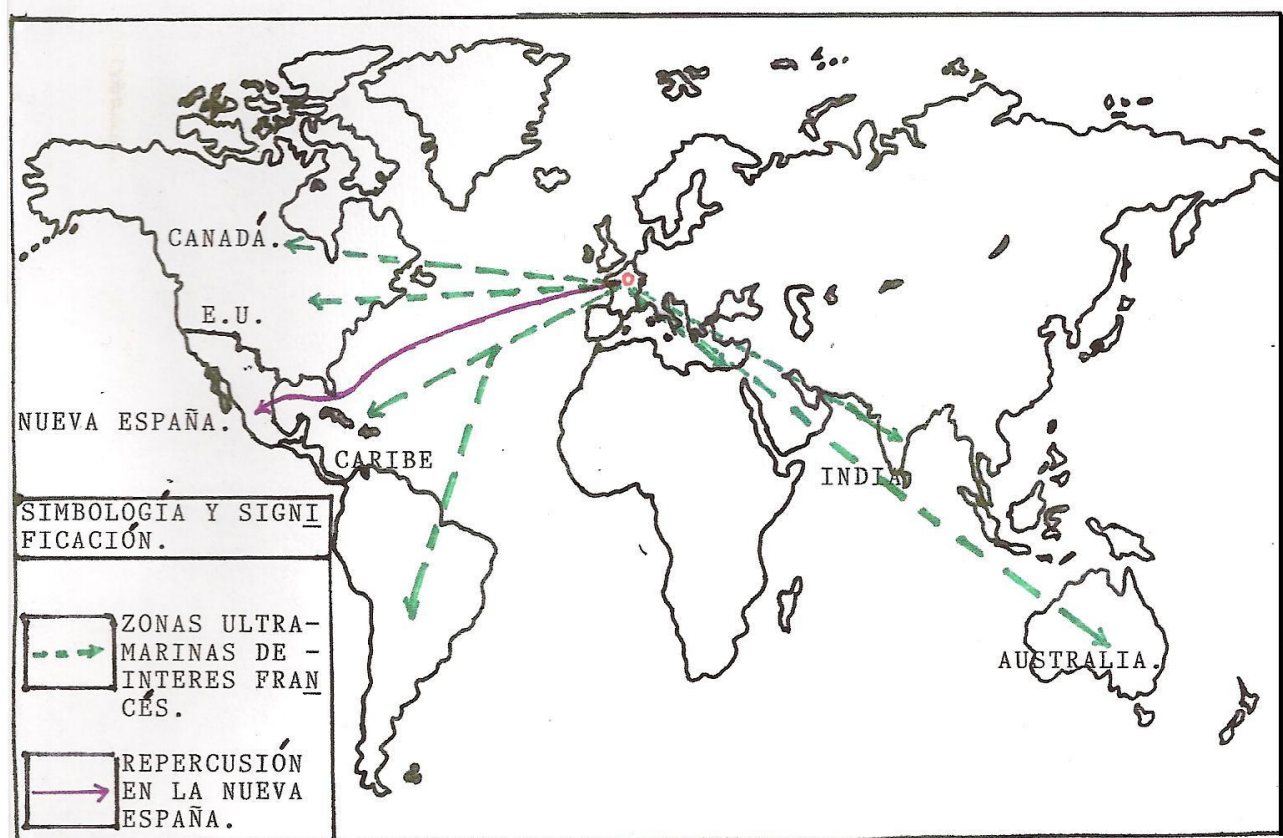 CANADÁ.
E.U.
NUEVA ESPAÑA.
CARIBE
INDIA
AUSTRALIA.
SIMBOLOGÍA Y SIGNI
FICACIÓN.
ZONAS ULTRA-
MARINAS DE -
INTERES FRAN
CÉS.
REPERCUSIÓN
EN LA NUEVA
ESPAÑA.